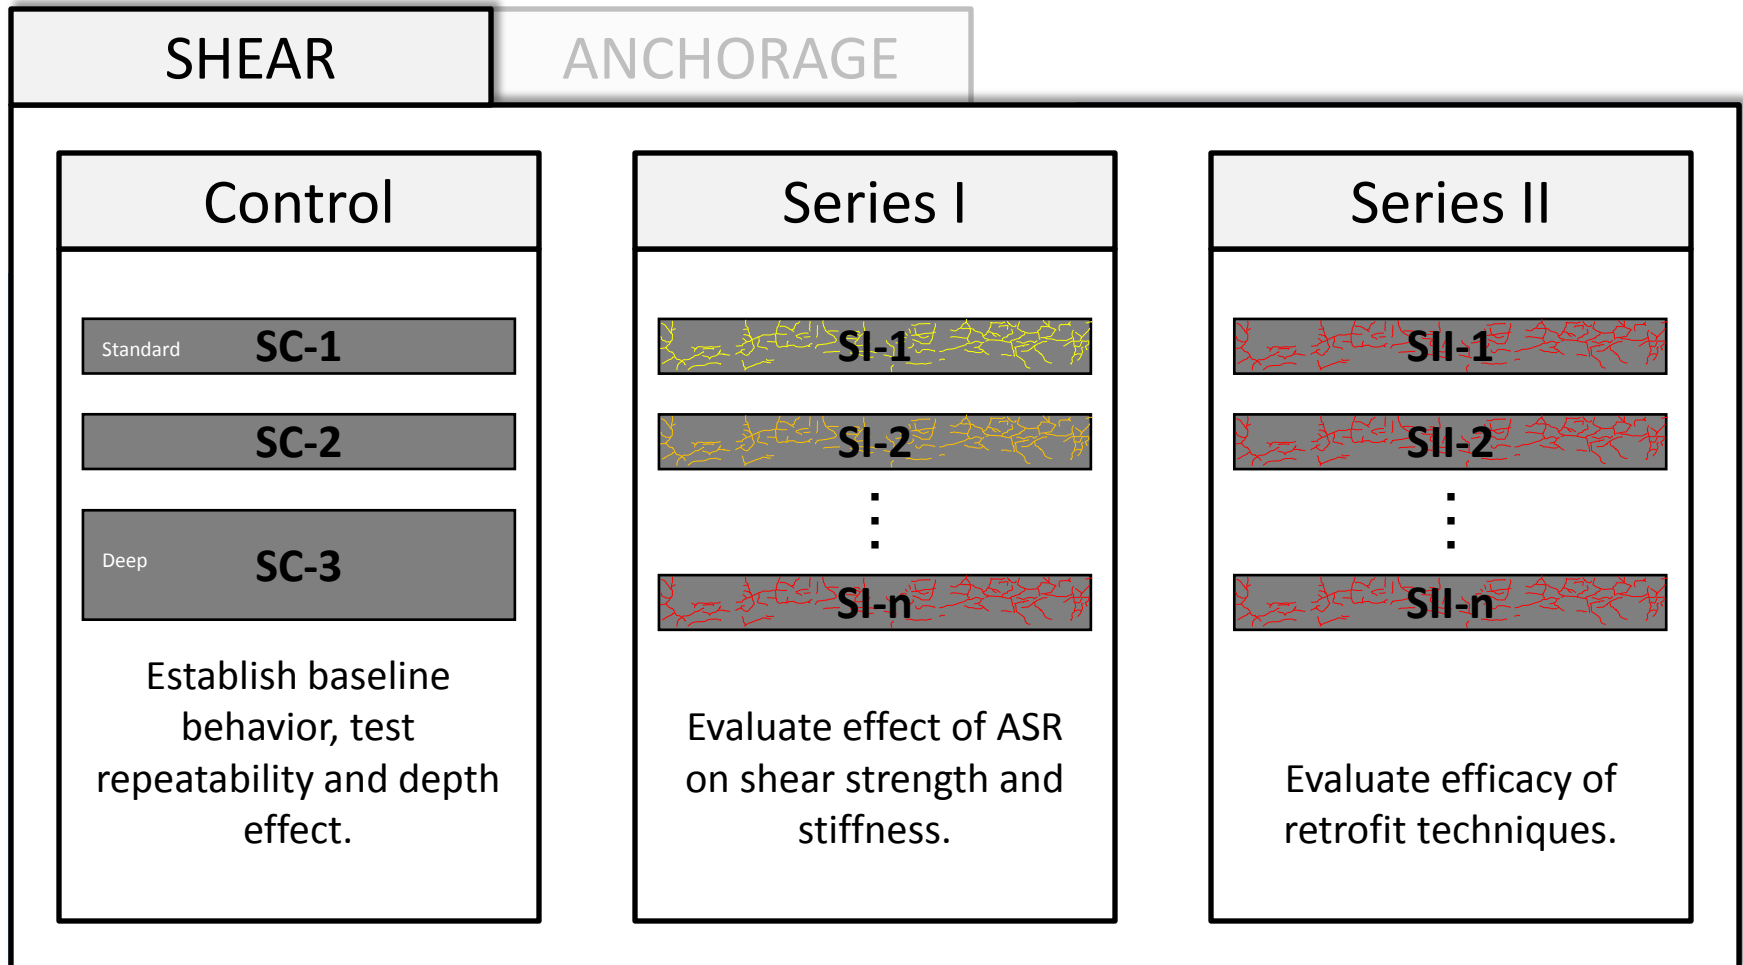 SHEAR
ANCHORAGE
Control
Standard
SC-1
SC-2
Deep
SC-3
Establish baseline
behavior, test
repeatability and depth
effect.
Series I
SI-1
SI-2
SI-n
Evaluate effect of ASR
on shear strength and
stiffness.
Series II
SII-1
SII-2
SII-n
Evaluate efficacy of
retrofit techniques.